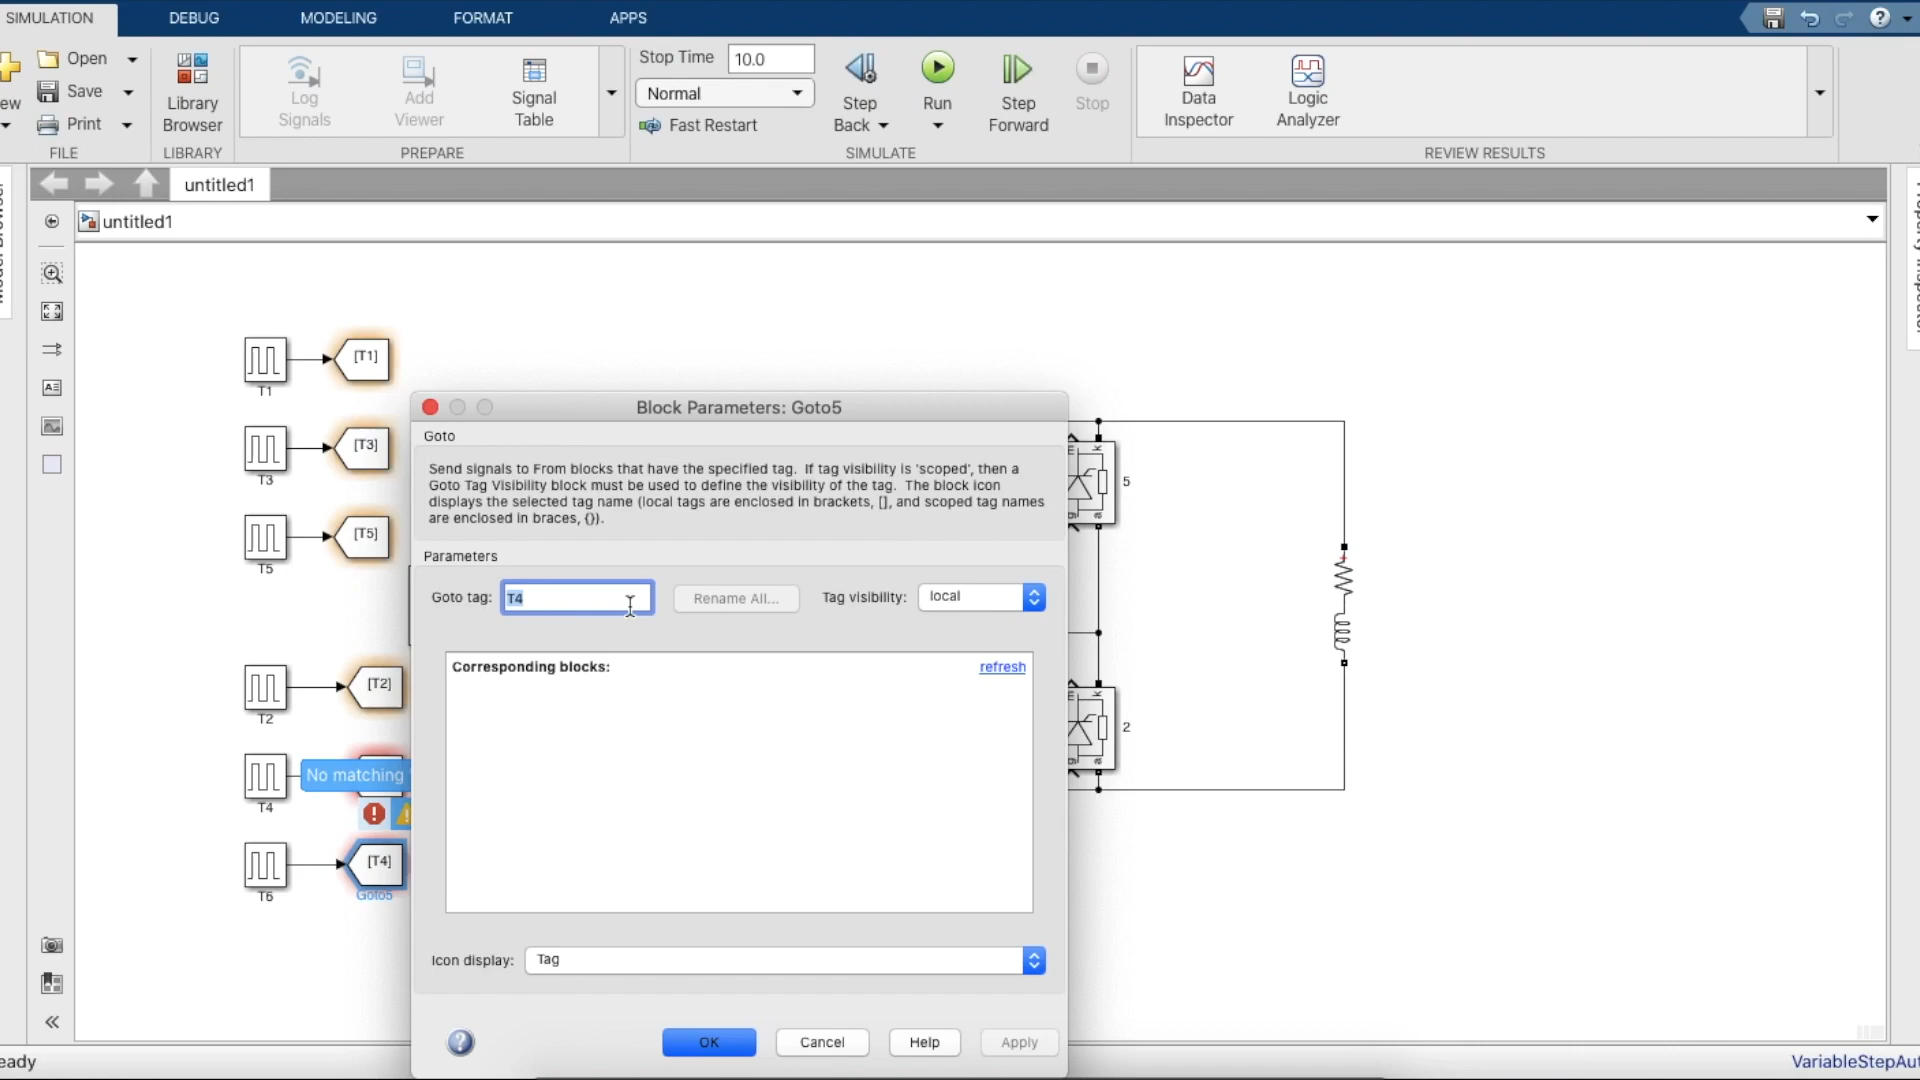 SIMULATION
DEBUG
MODELING
FORMAT
APPS
ew
Open
Save
Print
FILE
Library
Browser
LIBRARY
Log
Signals
Add
Viewer
Signal
Table
PREPARE
Stop Time
10.0
Normal
Fast Restart
Step
Back
Run
Step
Forward
Stop
SIMULATE
Data
Inspector
Logic
Analyzer
REVIEW RESULTS
untitled1
untitled1
[T1]
T1
[T3]
T3
[T5]
T5
[T2]
T2
No matching
T4
[T4]
Goto5
T6
Block Parameters: Goto5
Goto
Send signals to From blocks that have the specified tag. If tag visibility is 'scoped', then a
Goto Tag Visibility block must be used to define the visibility of the tag. The block icon
displays the selected tag name (local tags are enclosed in brackets, [], and scoped tag names
are enclosed in braces, {}).
Parameters
Goto tag:
T4
Rename All...
Tag visibility:
local
Corresponding blocks:
refresh
Icon display:
Tag
OK
Cancel
Help
Apply
m
k
g
a
5
m
k
g
a
2
+
eady
VariableStepAut